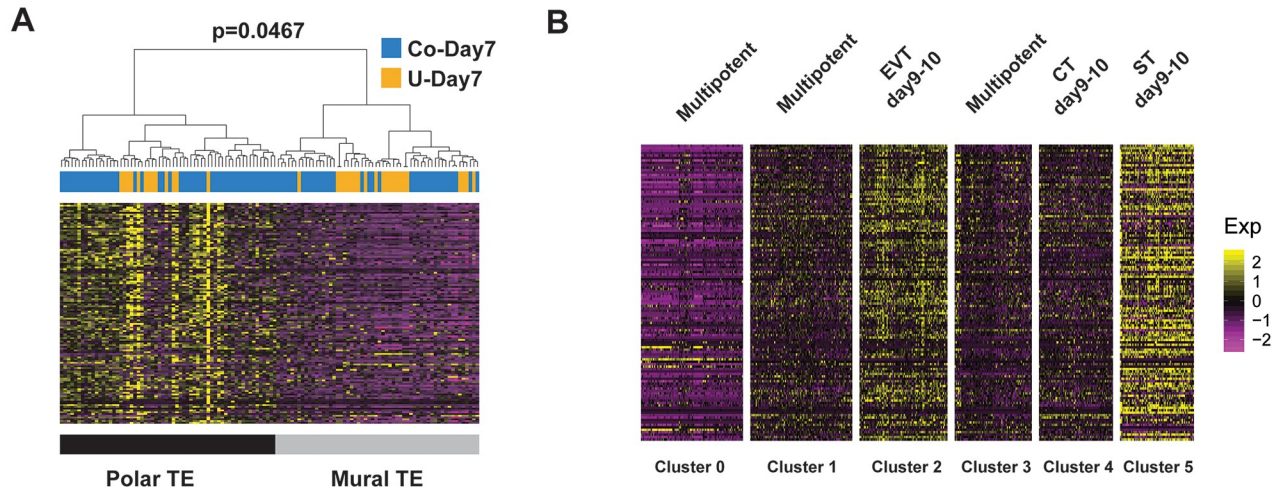 A
p=0.0467
Co-Day7
U-Day7
Polar TE
Mural TE
B
Multipotent
Multipotent
EVT
day9-10
Multipotent
CT
day9-10
ST
day9-10
Exp
2
1
0
−1
−2
Cluster 0
Cluster 1
Cluster 2
Cluster 3
Cluster 4
Cluster 5